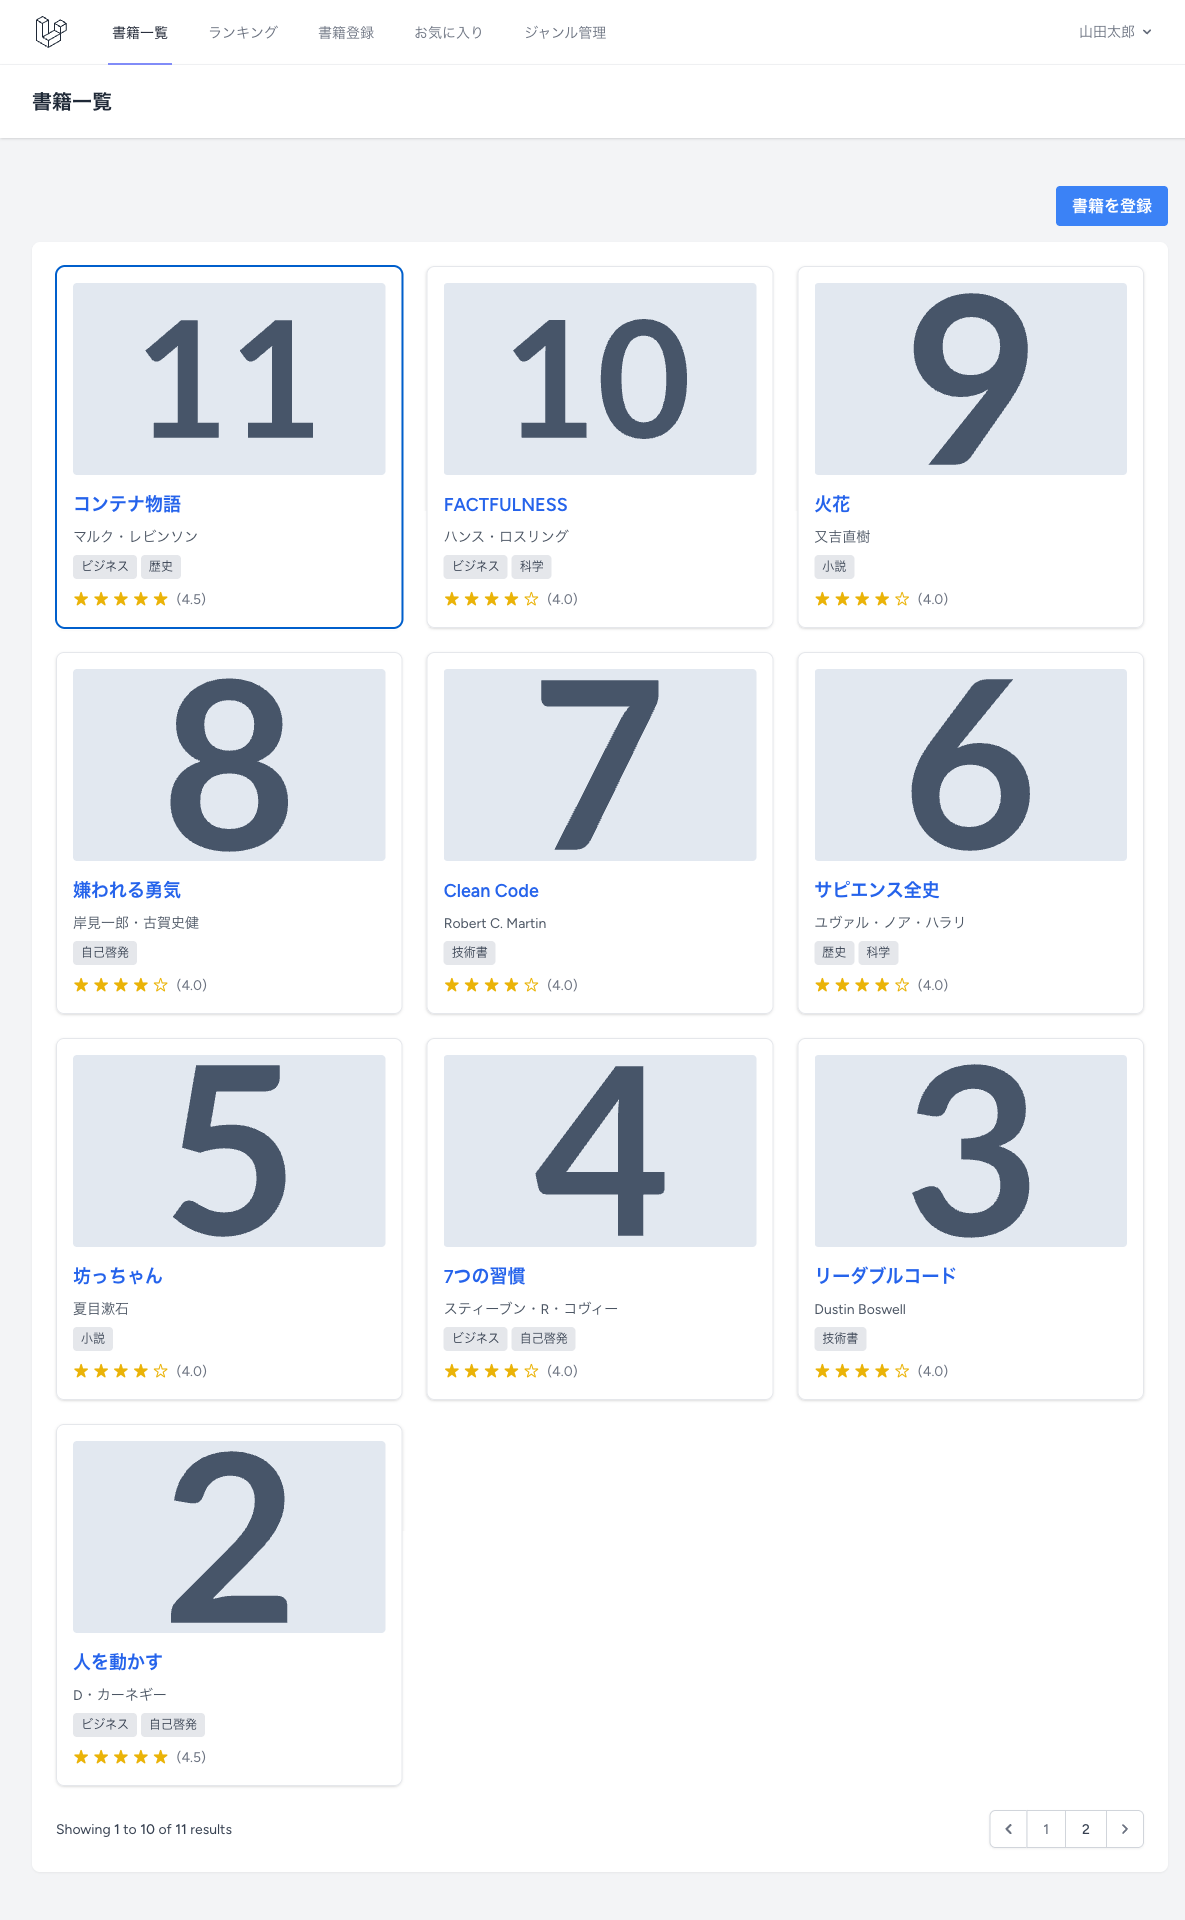 書籍一覧 ランキング 書籍登録 お気に入り ジャンル管理 山田太郎
書籍一覧
書籍を登録
11
コンテナ物語
マルク・レビンソン
ビジネス 歴史
★★★★★ (4.5)
10
FACTFULNESS
ハンス・ロスリング
ビジネス 科学
★★★★☆ (4.0)
9
火花
又吉直樹
小説
★★★★☆ (4.0)
8
嫌われる勇気
岸見一郎・古賀史健
自己啓発
★★★★☆ (4.0)
7
Clean Code
Robert C. Martin
技術書
★★★★☆ (4.0)
6
サピエンス全史
ユヴァル・ノア・ハラリ
歴史 科学
★★★★☆ (4.0)
5
坊っちゃん
夏目漱石
小説
★★★★☆ (4.0)
4
7つの習慣
スティーブン・R・コヴィー
ビジネス 自己啓発
★★★★☆ (4.0)
3
リーダブルコード
Dustin Boswell
技術書
★★★★☆ (4.0)
2
人を動かす
D・カーネギー
ビジネス 自己啓発
★★★★★ (4.5)
Showing 1 to 10 of 11 results
1 2